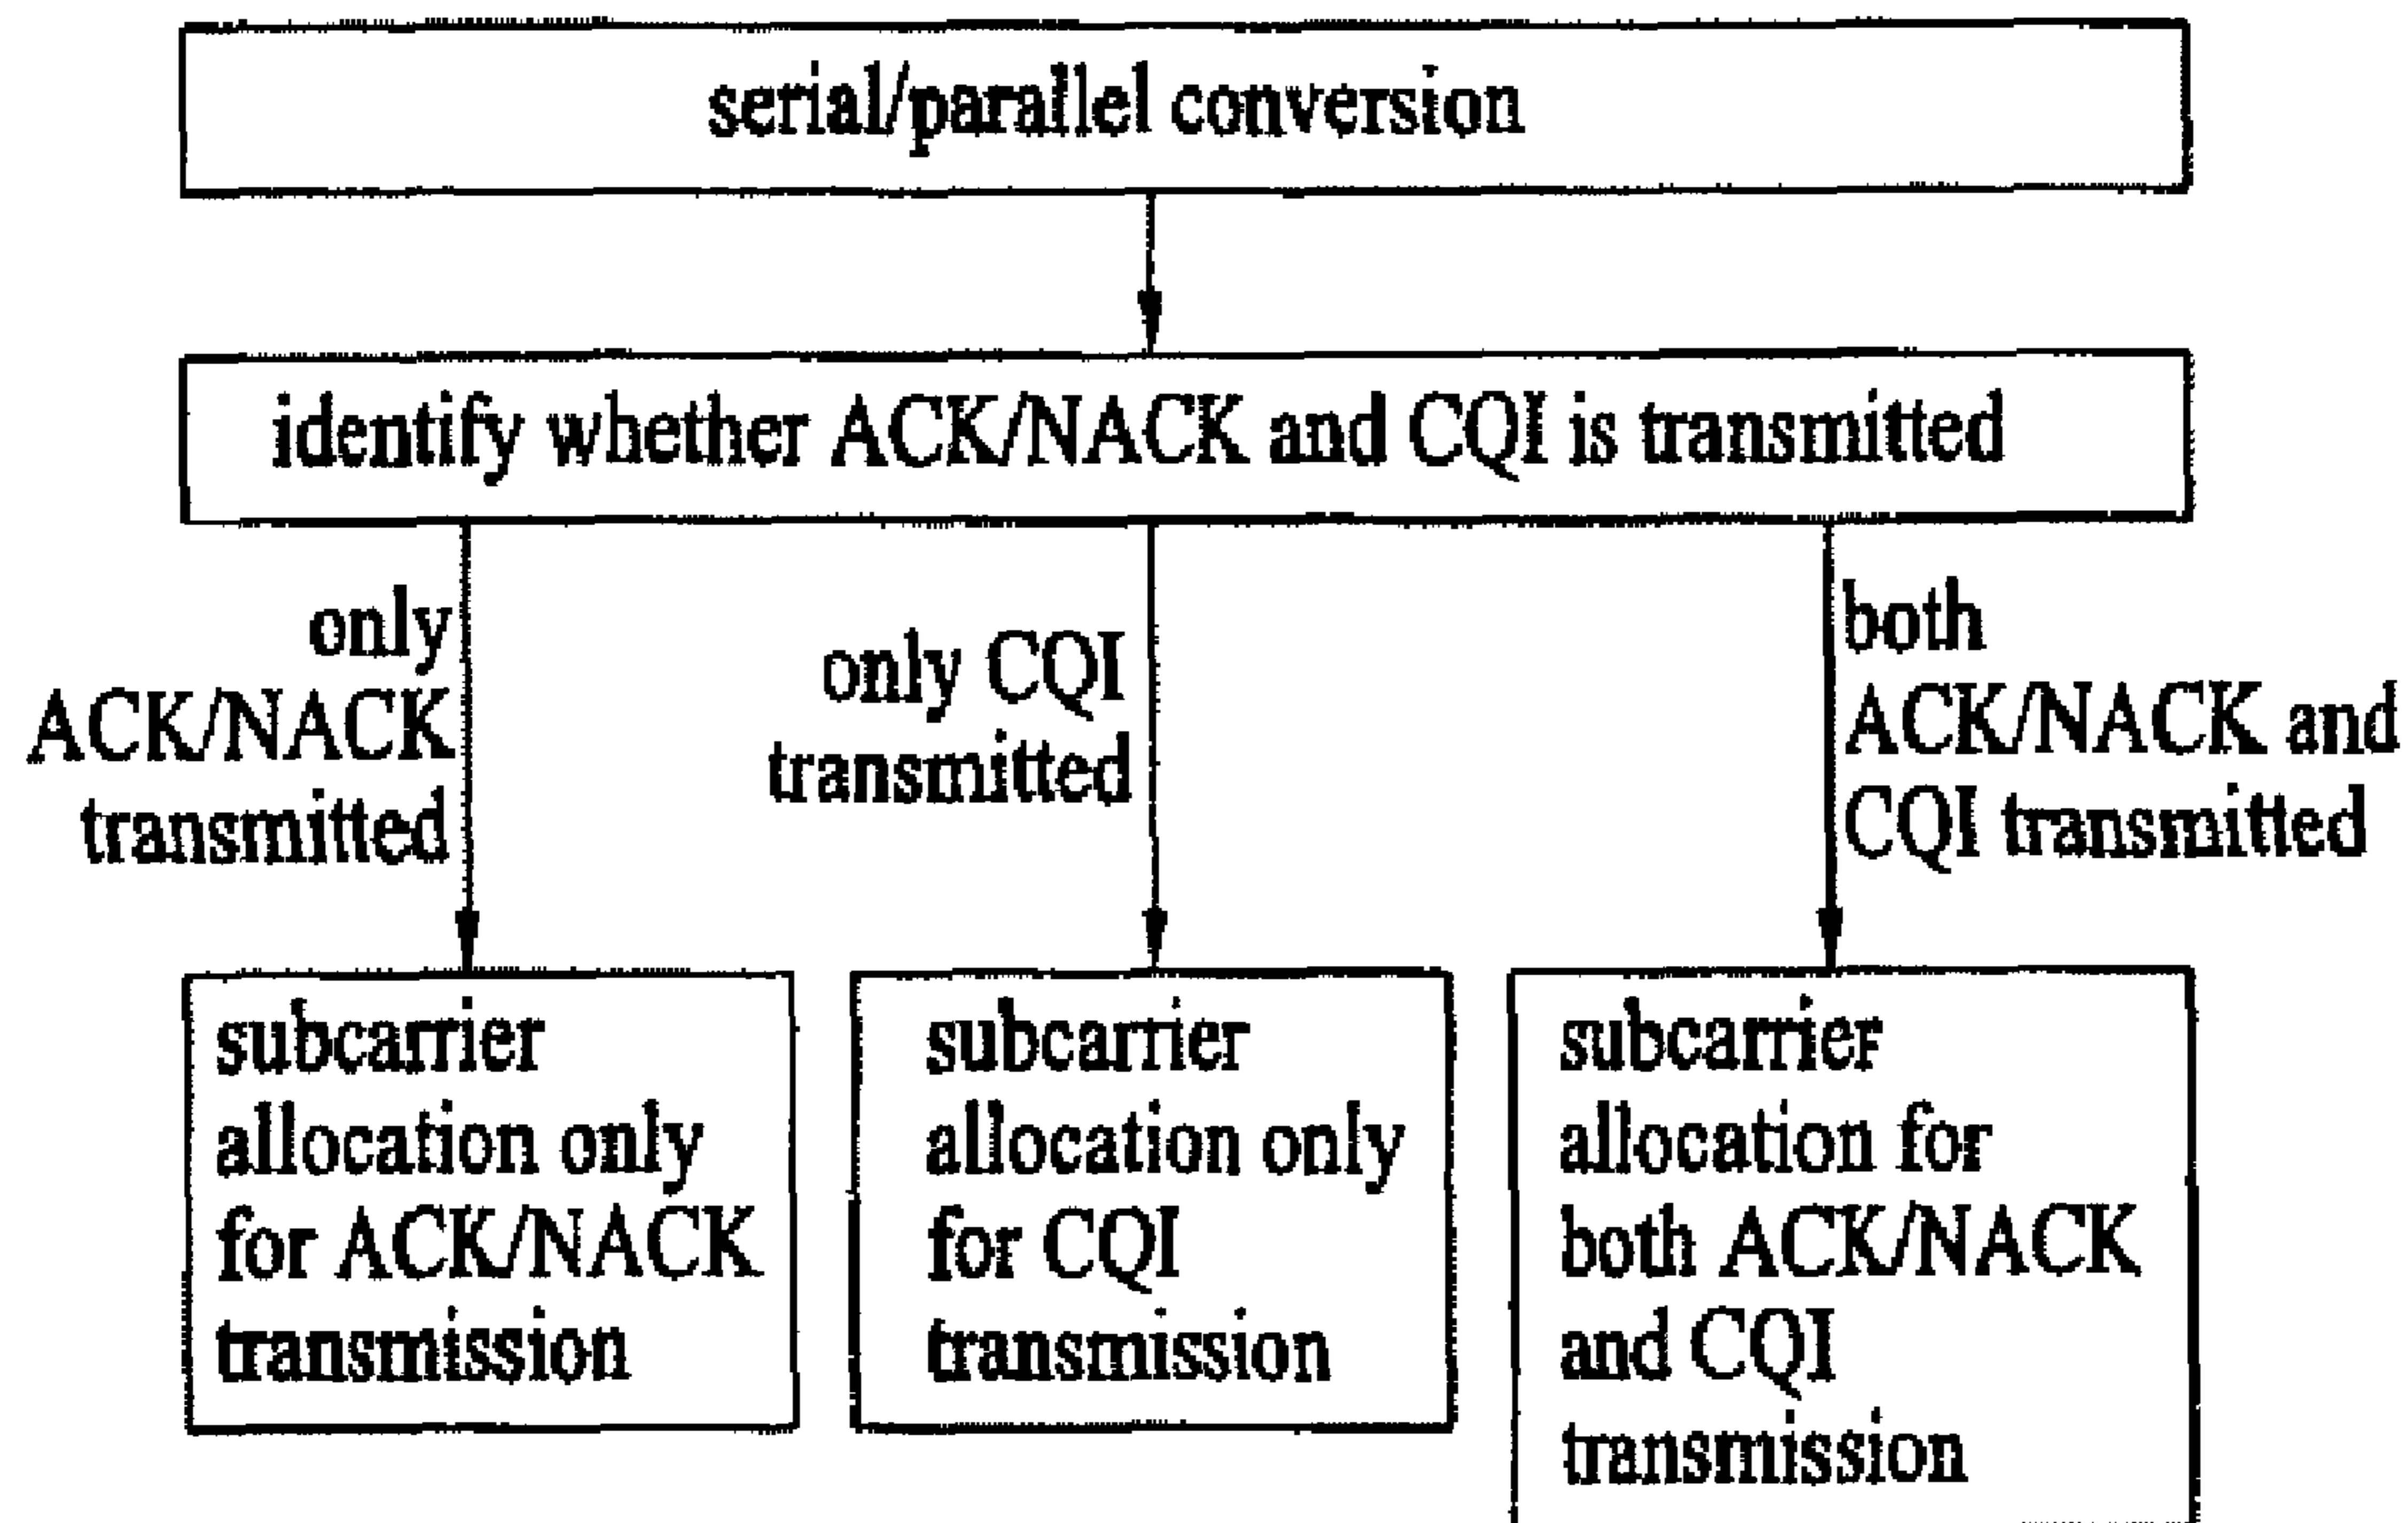 serial/parallel conversion
identify whether ACK/NACK and CQI is transmitted
only
ACK/NACK
transmitted
only CQI
transmitted
both
ACK/NACK and
CQI transmitted
subcarrier
allocation only
for ACK/NACK
transmission
subcarrier
allocation only
for CQI
transmission
subcarrier
allocation for
both ACK/NACK
and CQI
transmission